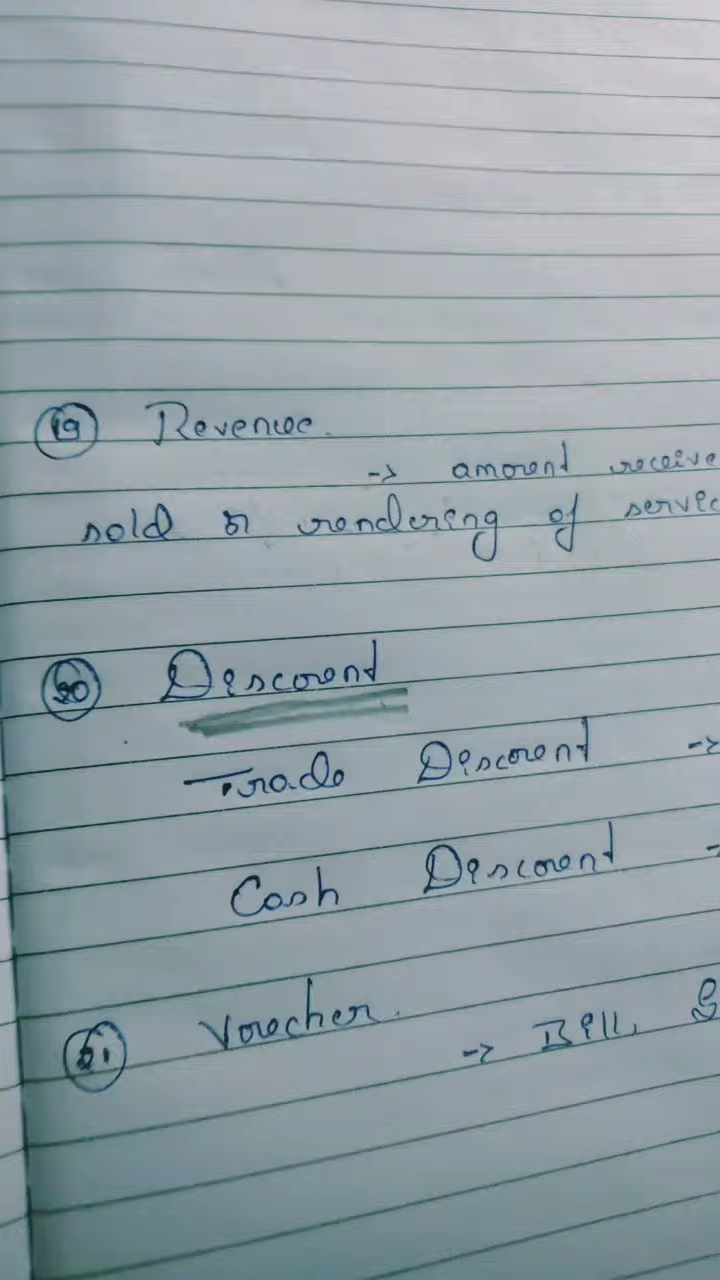 19 Revenue.
-> amount receive
sold or rendering of servic
20 Discount
Trade Discount ->
Cash Discount -
21 Voucher.
-> Bill, S